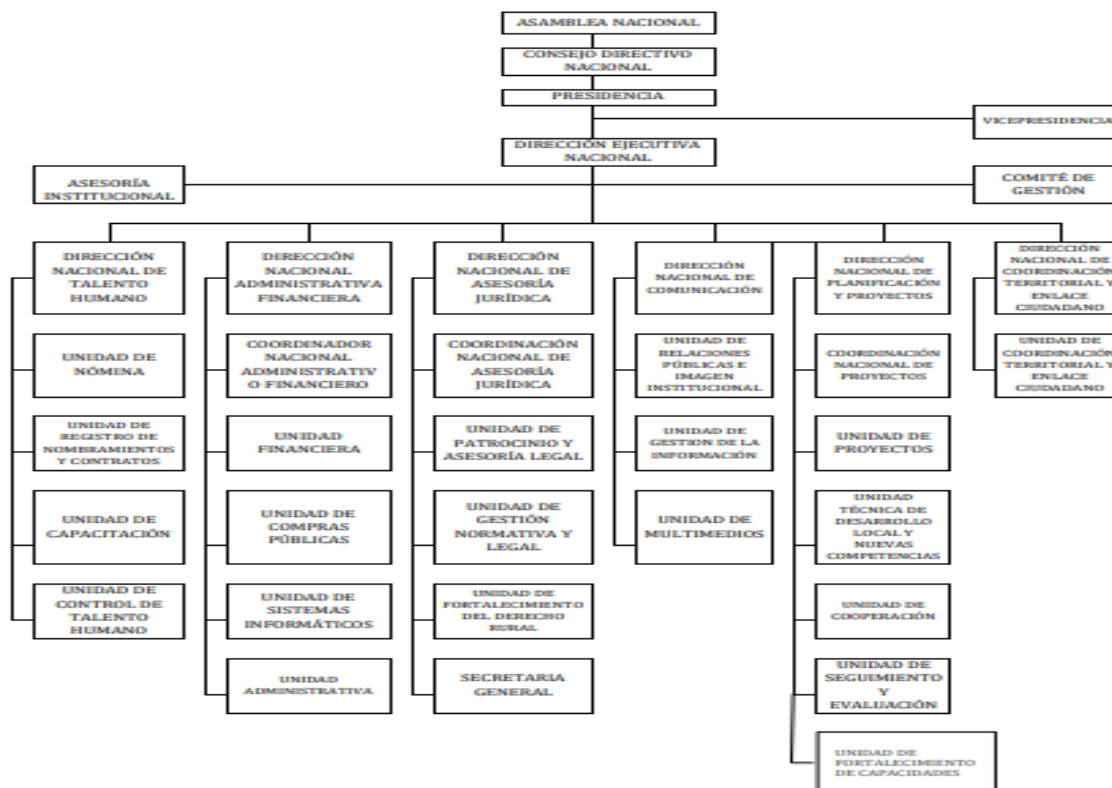 ASAMBLEA NACIONAL
CONSEJO DIRECTIVO
NACIONAL
PRESIDENCIA
VICEPRESIDENCIA
DIRECCIÓN EJECUTIVA
NACIONAL
ASESORÍA
INSTITUCIONAL
COMITÉ DE
GESTIÓN
DIRECCIÓN
NACIONAL DE
TALENTO
HUMANO
UNIDAD DE
NÓMINA
UNIDAD DE
REGISTRO DE
NOMBRAMIENTOS
Y CONTRATOS
UNIDAD DE
CAPACITACIÓN
UNIDAD DE
CONTROL DE
TALENTO
HUMANO
DIRECCIÓN
NACIONAL
ADMINISTRATIVA
FINANCIERA
COORDINADOR
NACIONAL
ADMINISTRATIV
O FINANCIERO
UNIDAD
FINANCIERA
UNIDAD DE
COMPRAS
PÚBLICAS
UNIDAD DE
SISTEMAS
INFORMÁTICOS
UNIDAD
ADMINISTRATIVA
DIRECCIÓN
NACIONAL DE
ASESORÍA
JURÍDICA
COORDINACIÓN
NACIONAL DE
ASESORÍA
JURÍDICA
UNIDAD DE
PATROCINIO Y
ASESORÍA LEGAL
UNIDAD DE
GESTIÓN
NORMATIVA Y
LEGAL
UNIDAD DE
FORTALECIMIENTO
DEL DERECHO
RURAL
SECRETARIA
GENERAL
DIRECCIÓN
NACIONAL DE
COMUNICACIÓN
UNIDAD DE
RELACIONES
PÚBLICAS E
IMAGEN
INSTITUCIONAL
UNIDAD DE
GESTION DE LA
INFORMACIÓN
UNIDAD DE
MULTIMEDIOS
DIRECCIÓN
NACIONAL DE
PLANIFICACIÓN
Y PROYECTOS
COORDINACIÓN
NACIONAL DE
PROYECTOS
UNIDAD DE
PROYECTOS
UNIDAD
TÉCNICA DE
DESARROLLO
LOCAL Y
NUEVAS
COMPETENCIAS
UNIDAD DE
COOPERACIÓN
UNIDAD DE
SEGUIMIENTO
Y
EVALUACIÓN
UNIDAD DE
FORTALECIMIENTO
DE CAPACIDADES
DIRECCIÓN
NACIONAL DE
COORDINACIÓN
TERRITORIAL Y
ENLACE
CIUDADANO
UNIDAD DE
COORDINACIÓN
TERRITORIAL Y
ENLACE
CIUDADANO